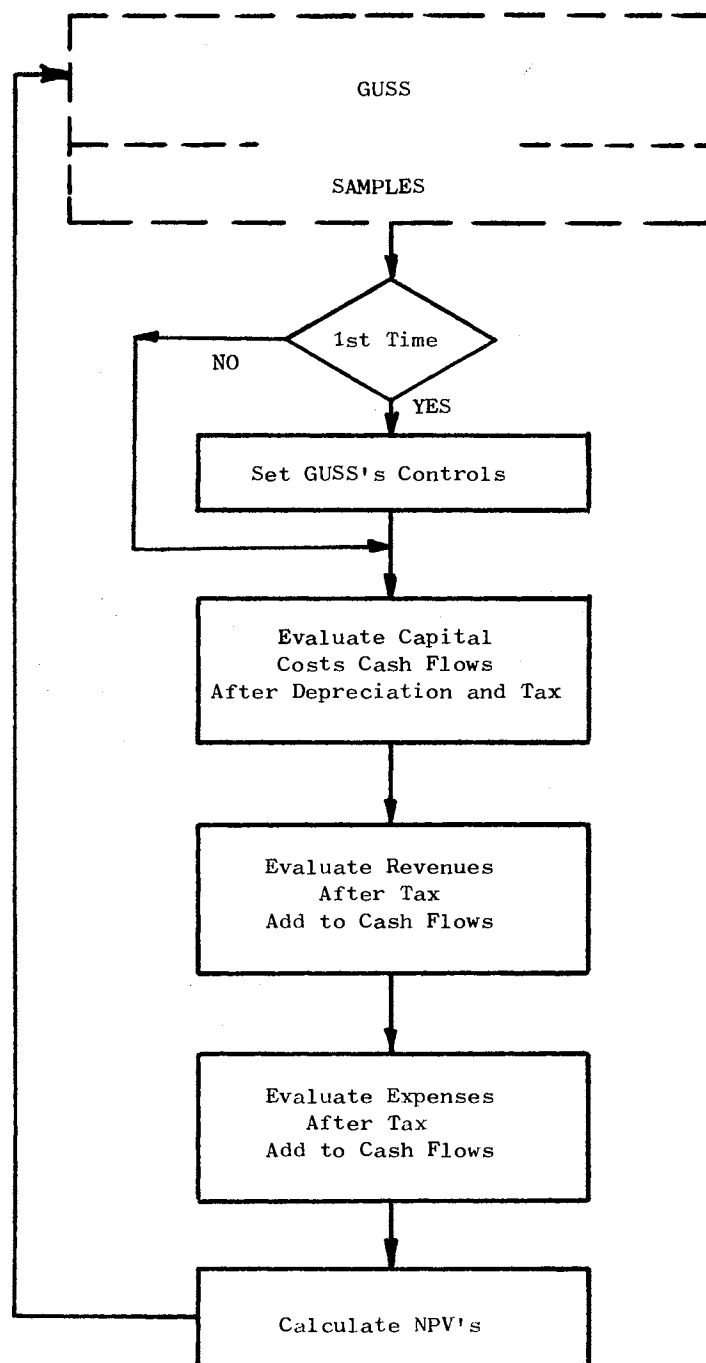 GUSS
SAMPLES
1st Time
NO
YES
Set GUSS's Controls
Evaluate Capital
Costs Cash Flows
After Depreciation and Tax
Evaluate Revenues
After Tax
Add to Cash Flows
Evaluate Expenses
After Tax
Add to Cash Flows
Calculate NPV's